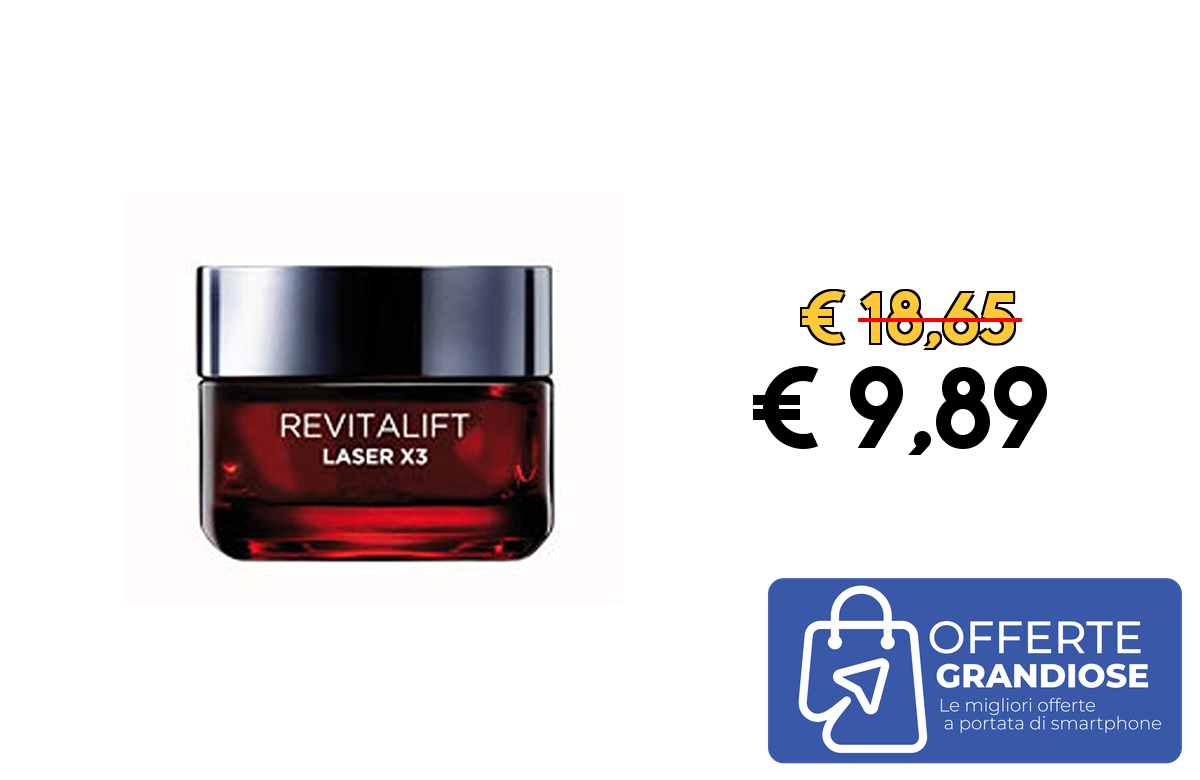 REVITALIFT
LASER X3
€ 18,65
€ 9,89
OFFERTE
GRANDIOSE
Le migliori offerte
a portata di smartphone